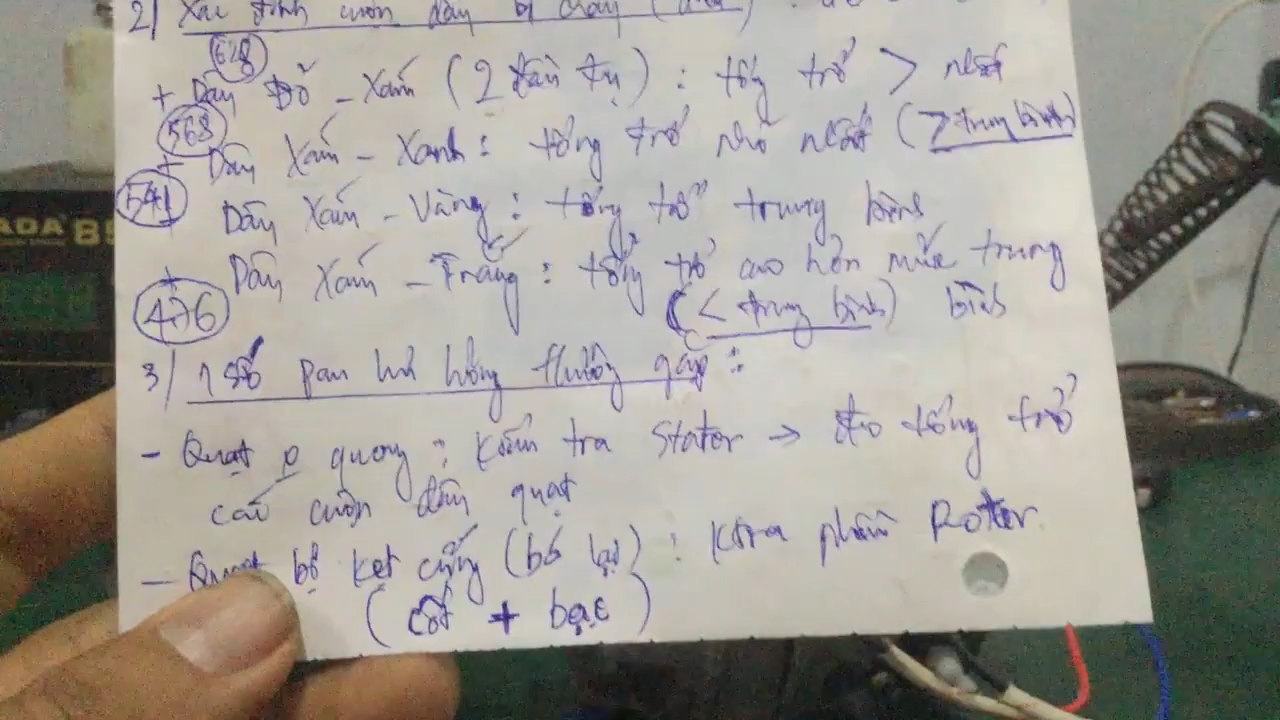 2) Xác định cuộn dây bị cháy
628
+ Dây Đỏ - Xám (2 đầu tụ) : tổng trở > nhất
568
+ Dây Xám - Xanh : tổng trở nhỏ nhất (> trung bình)
541
Dây Xám - Vàng : tổng trở trung bình
+ Dây Xám - Trắng : tổng trở cao hơn mức trung
476
(< trung bình) bình
3) 1 số pan hư hỏng thường gặp :
- Quạt o quay : Kiểm tra Stator → đo tổng trở
các cuộn dây quạt
- Quạt bị kẹt cứng (bó lại) : Ktra phần Rotor
(cốt + bạc)
ADA B